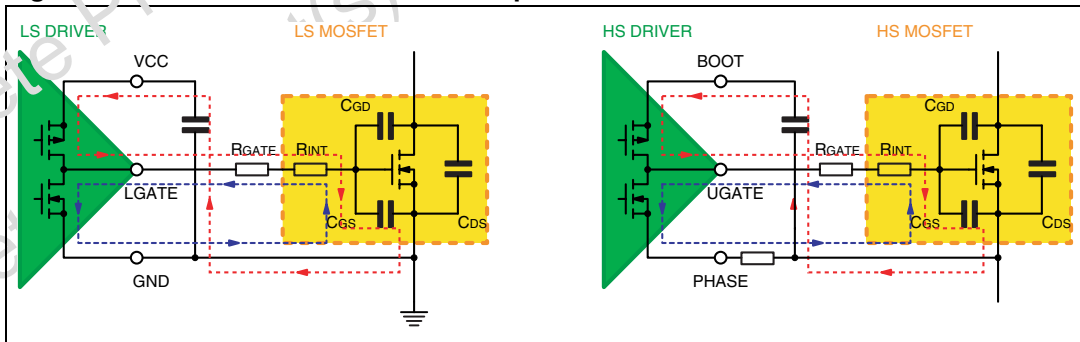 LS DRIVER
LS MOSFET
HS DRIVER
HS MOSFET
VCC
BOOT
CGD
CGD
RGATE
RINT
RGATE
RINT
LGATE
UGATE
CGS
CDS
CGS
CDS
GND
PHASE